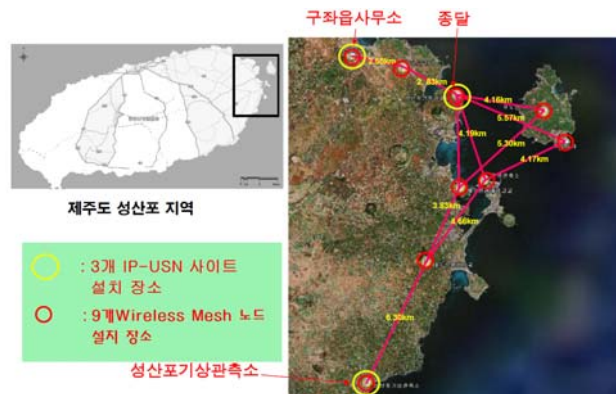 구좌읍사무소
종달
2.55km
2.83km
4.16km
5.57km
4.19km
5.30km
4.17km
3.83km
4.66km
6.30km
제주도 성산포 지역
: 3개 IP-USN 사이트
설치 장소
: 9개Wireless Mesh 노드
설치 장소
성산포기상관측소